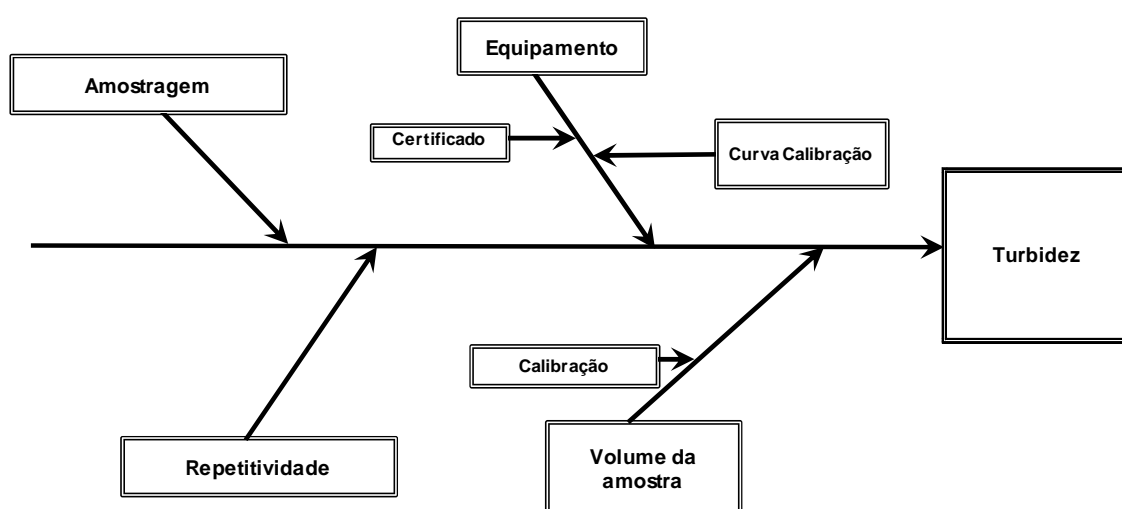 Equipamento
Amostragem
Certificado
Curva Calibração
Turbidez
Calibração
Repetitividade
Volume da
amostra